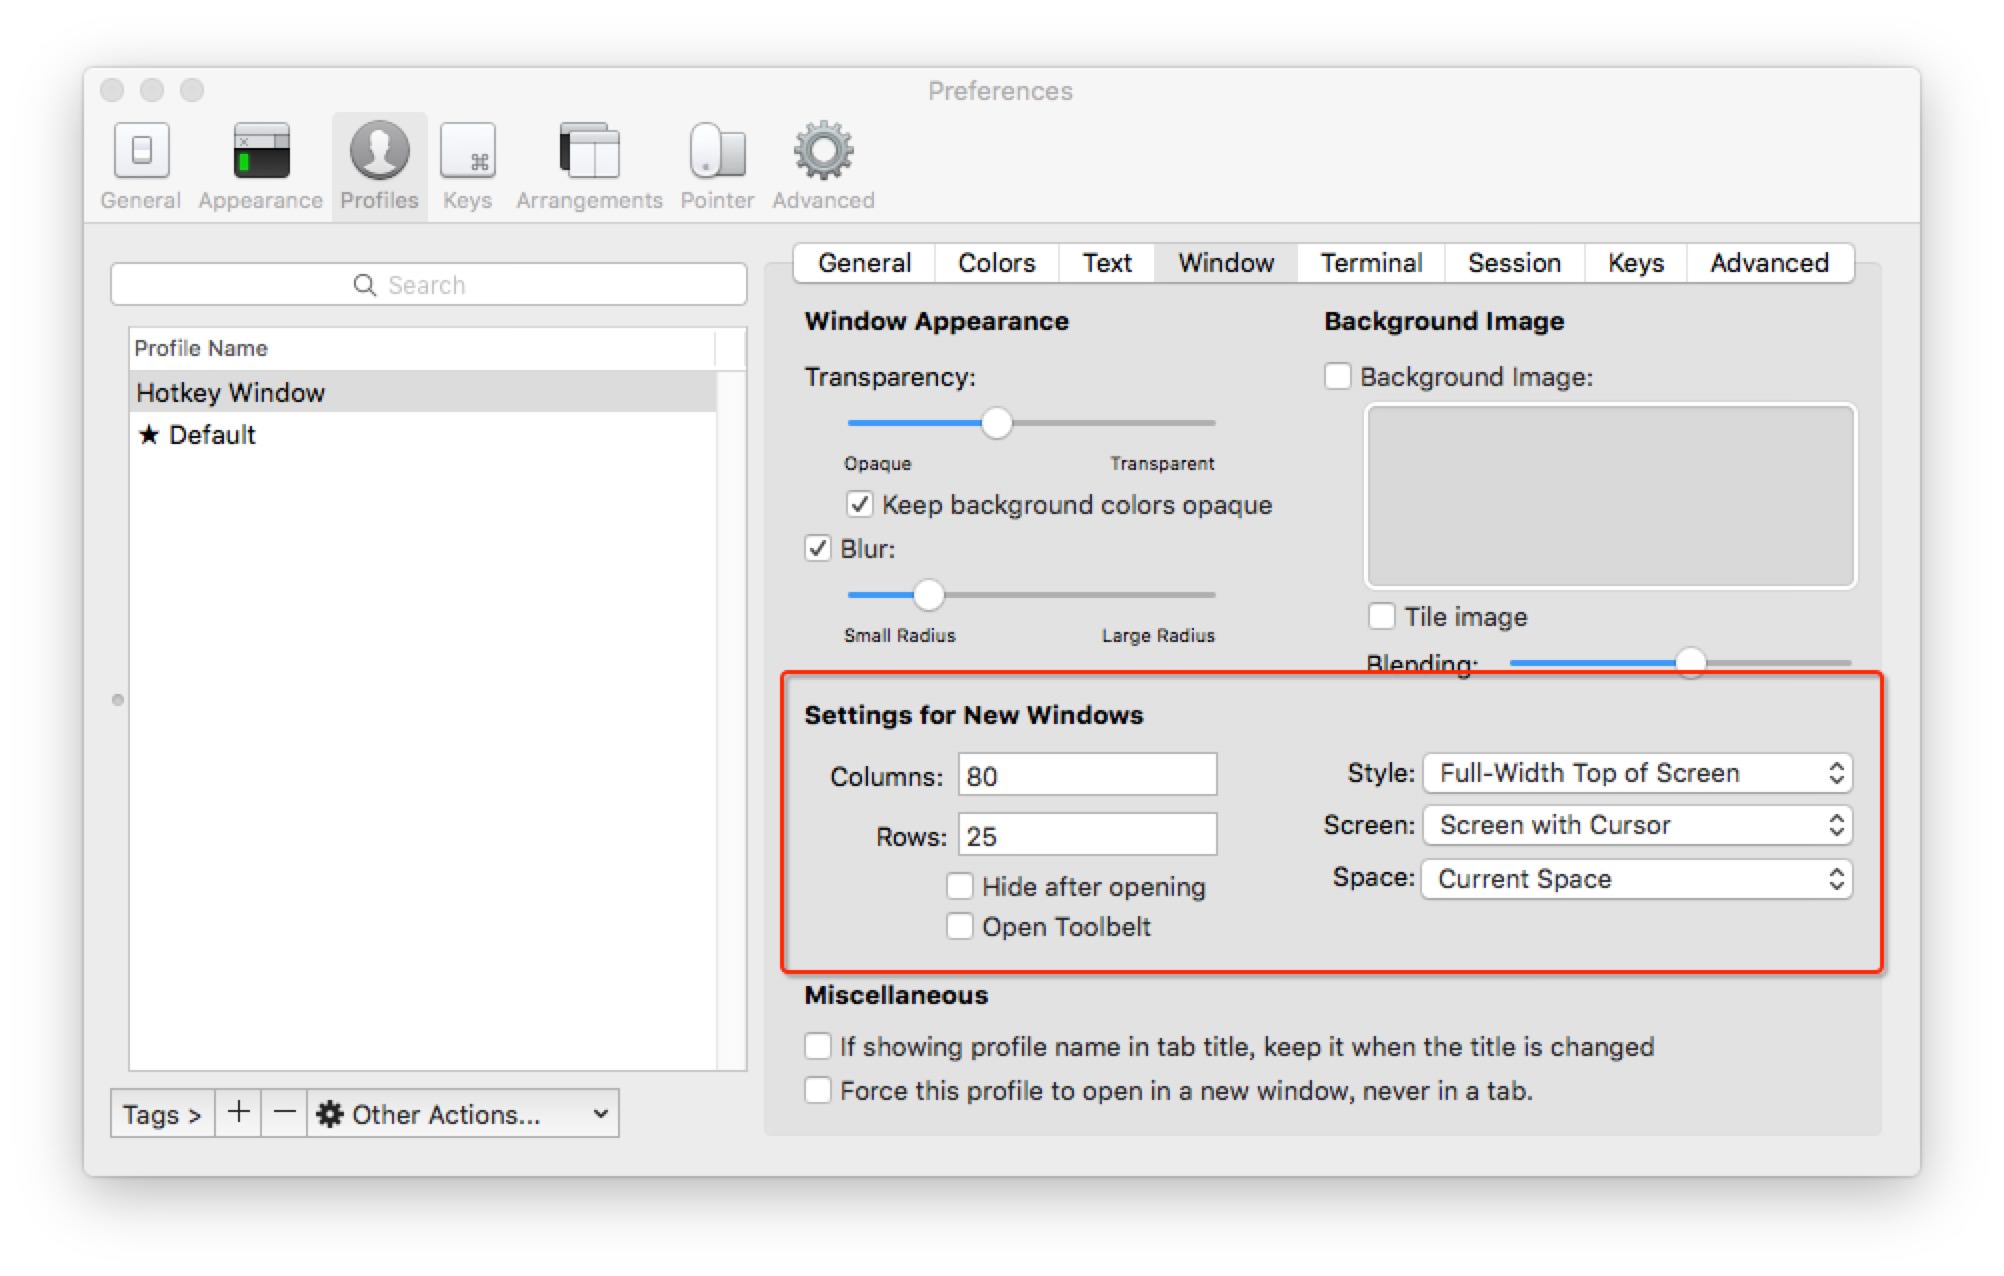 Preferences
General Appearance Profiles Keys Arrangements Pointer Advanced
Search
Profile Name
Hotkey Window
★ Default
Tags > + − Other Actions...
General Colors Text Window Terminal Session Keys Advanced
Window Appearance
Transparency:
Opaque Transparent
Keep background colors opaque
Blur:
Small Radius Large Radius
Background Image
Background Image:
Tile image
Blending:
Settings for New Windows
Columns: 80
Rows: 25
Hide after opening
Open Toolbelt
Style: Full-Width Top of Screen
Screen: Screen with Cursor
Space: Current Space
Miscellaneous
If showing profile name in tab title, keep it when the title is changed
Force this profile to open in a new window, never in a tab.